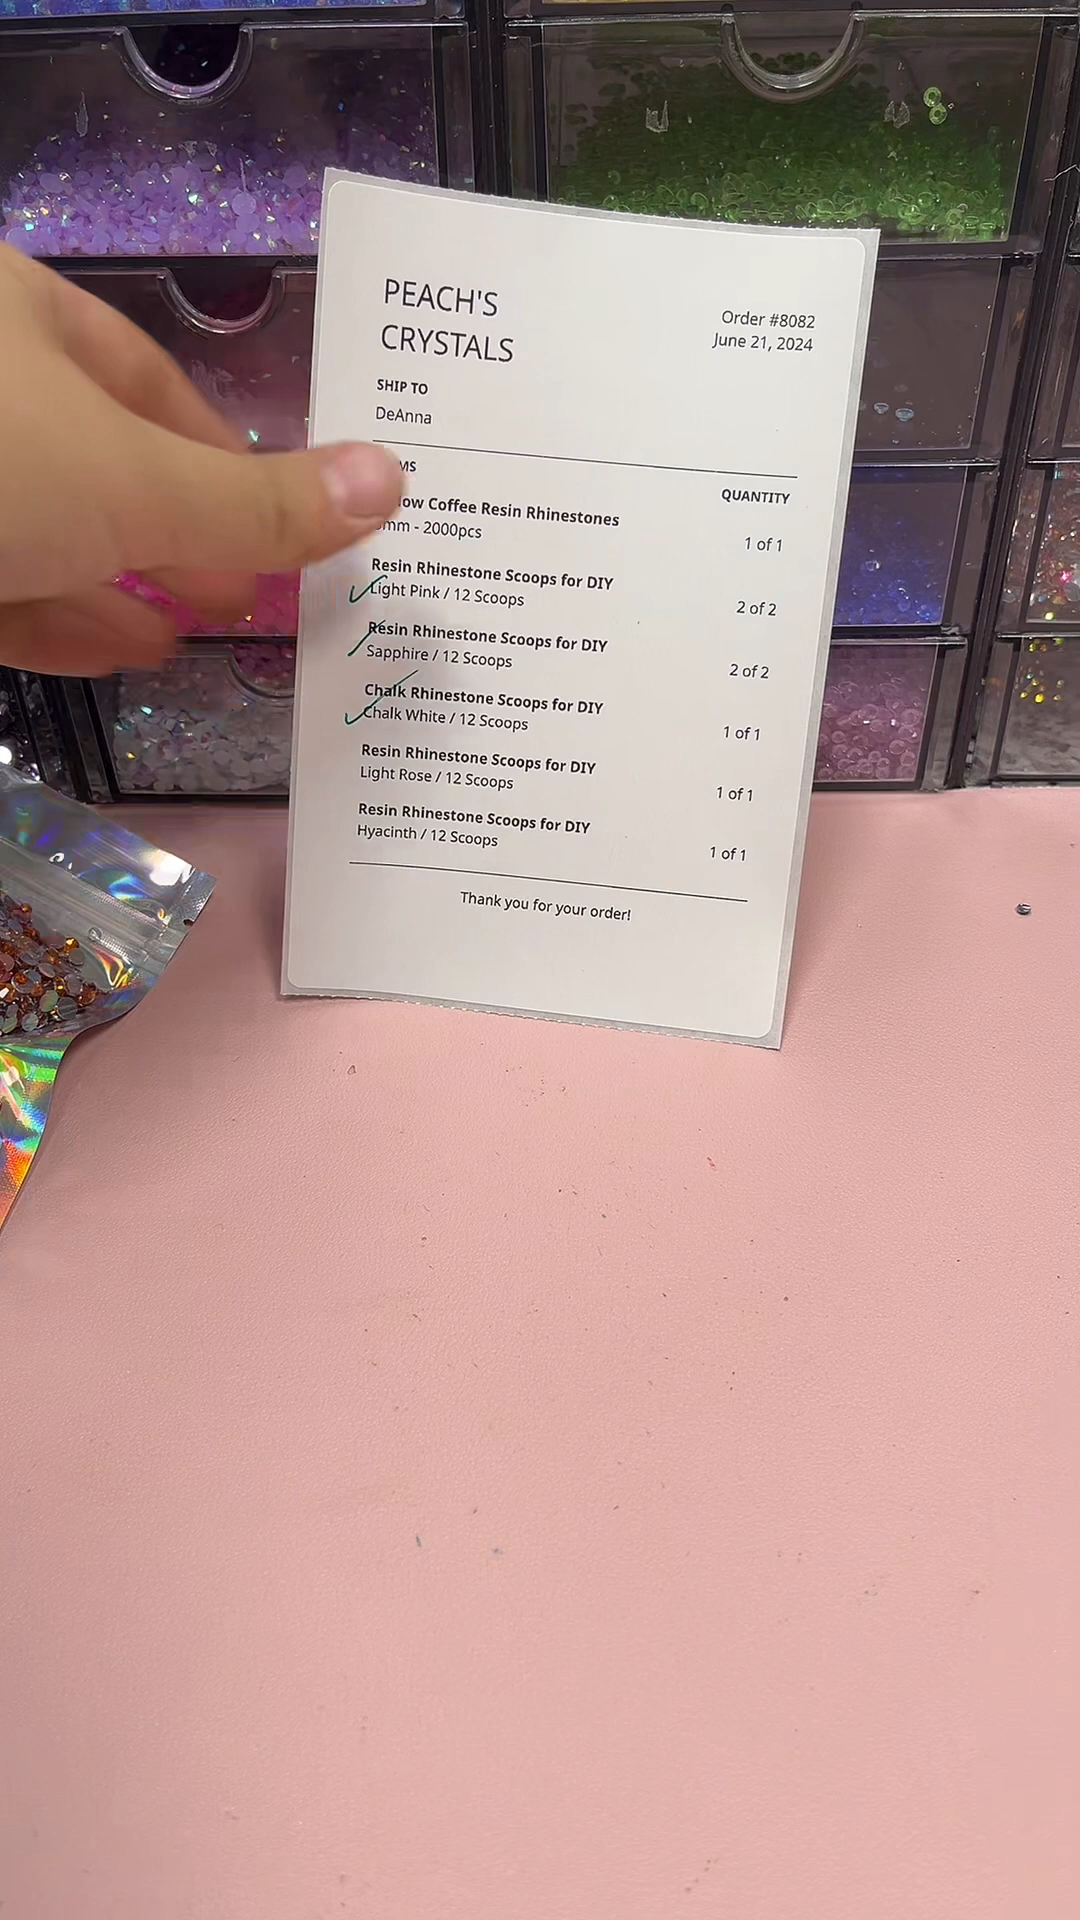 PEACH'S
CRYSTALS
Order #8082
June 21, 2024
SHIP TO
DeAnna
QUANTITY
Coffee Resin Rhinestones
- 2000pcs
1 of 1
Resin Rhinestone Scoops for DIY
Light Pink / 12 Scoops
2 of 2
Resin Rhinestone Scoops for DIY
Sapphire / 12 Scoops
2 of 2
Chalk Rhinestone Scoops for DIY
Chalk White / 12 Scoops
1 of 1
Resin Rhinestone Scoops for DIY
Light Rose / 12 Scoops
1 of 1
Resin Rhinestone Scoops for DIY
Hyacinth / 12 Scoops
1 of 1
Thank you for your order!